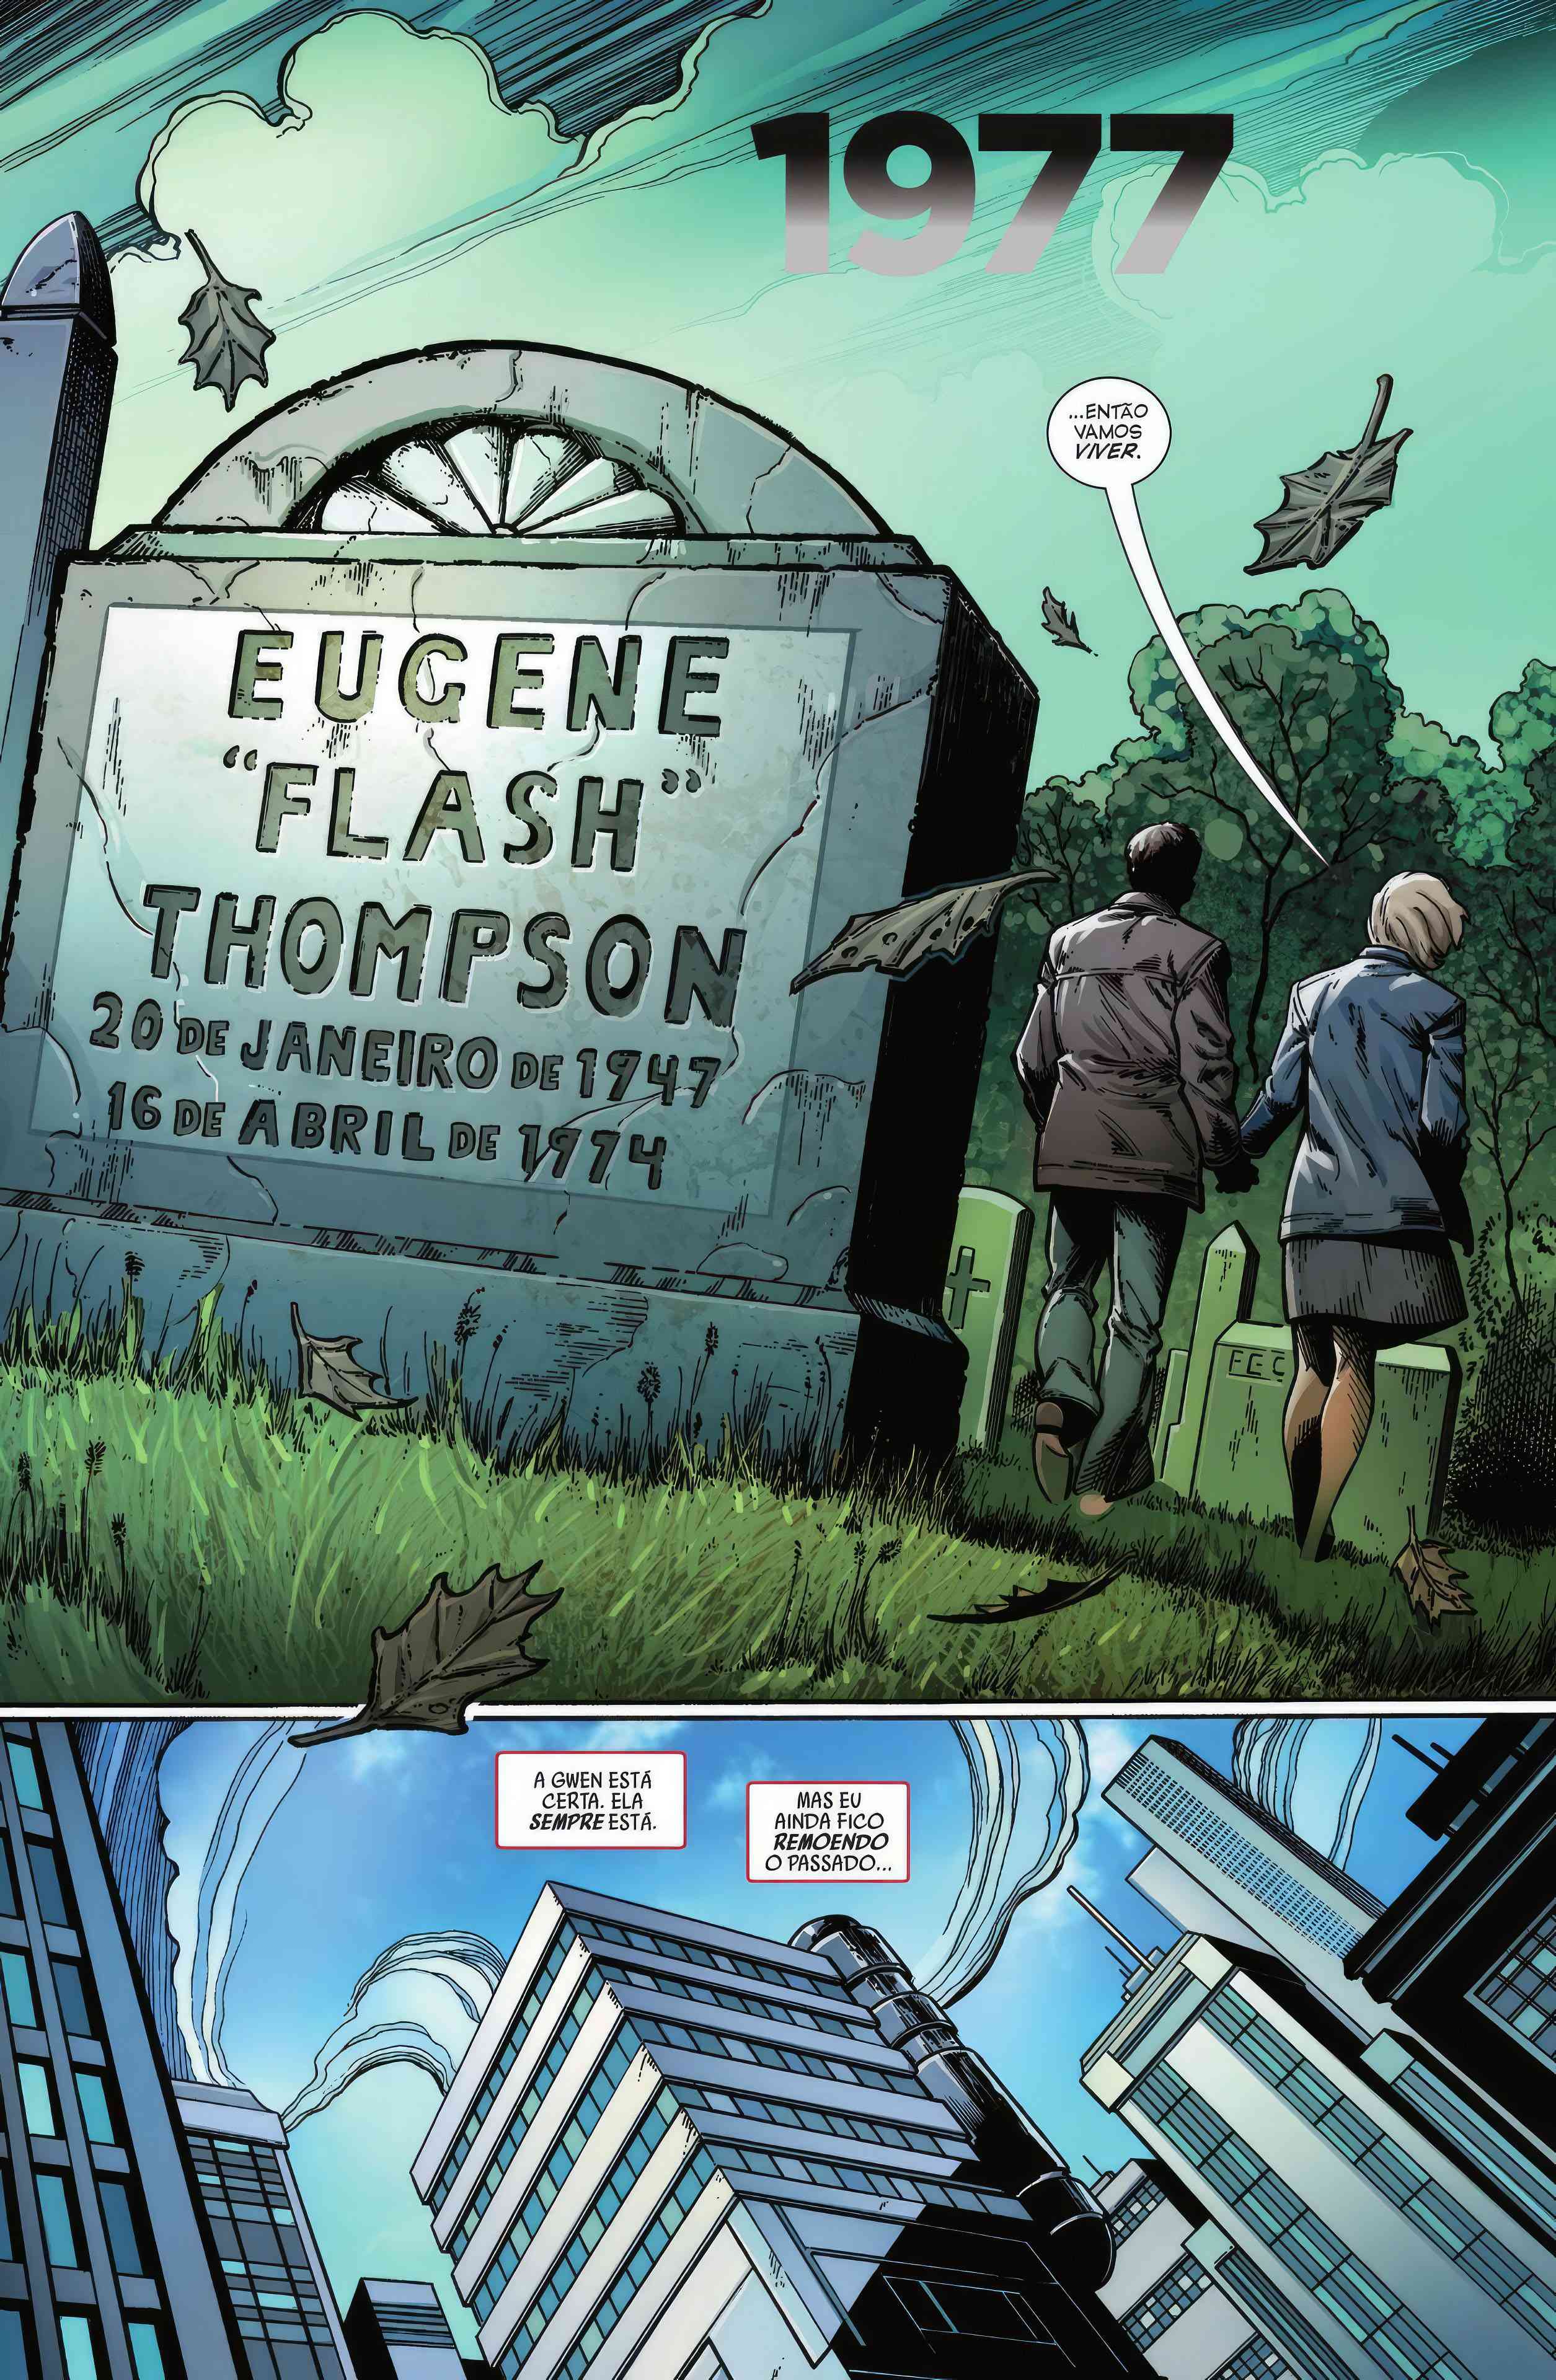 1977
...ENTÃO
VAMOS
VIVER.
EUGENE
“FLASH”
THOMPSON
20 DE JANEIRO DE 1947
16 DE ABRIL DE 1974
FEC
A GWEN ESTÁ
CERTA. ELA
SEMPRE ESTÁ.
MAS EU
AINDA FICO
REMOENDO
O PASSADO...